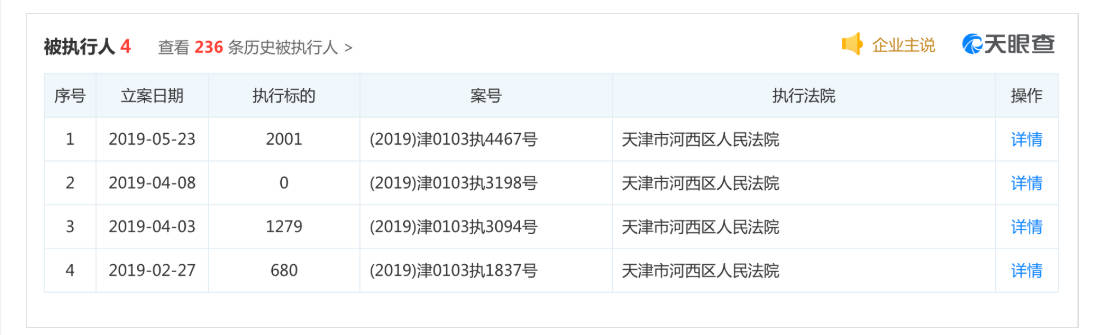 被执行人 4 查看 236 条历史被执行人 > 企业主说 天眼查
序号 立案日期 执行标的 案号 执行法院 操作
1 2019-05-23 2001 (2019)津0103执4467号 天津市河西区人民法院 详情
2 2019-04-08 0 (2019)津0103执3198号 天津市河西区人民法院 详情
3 2019-04-03 1279 (2019)津0103执3094号 天津市河西区人民法院 详情
4 2019-02-27 680 (2019)津0103执1837号 天津市河西区人民法院 详情